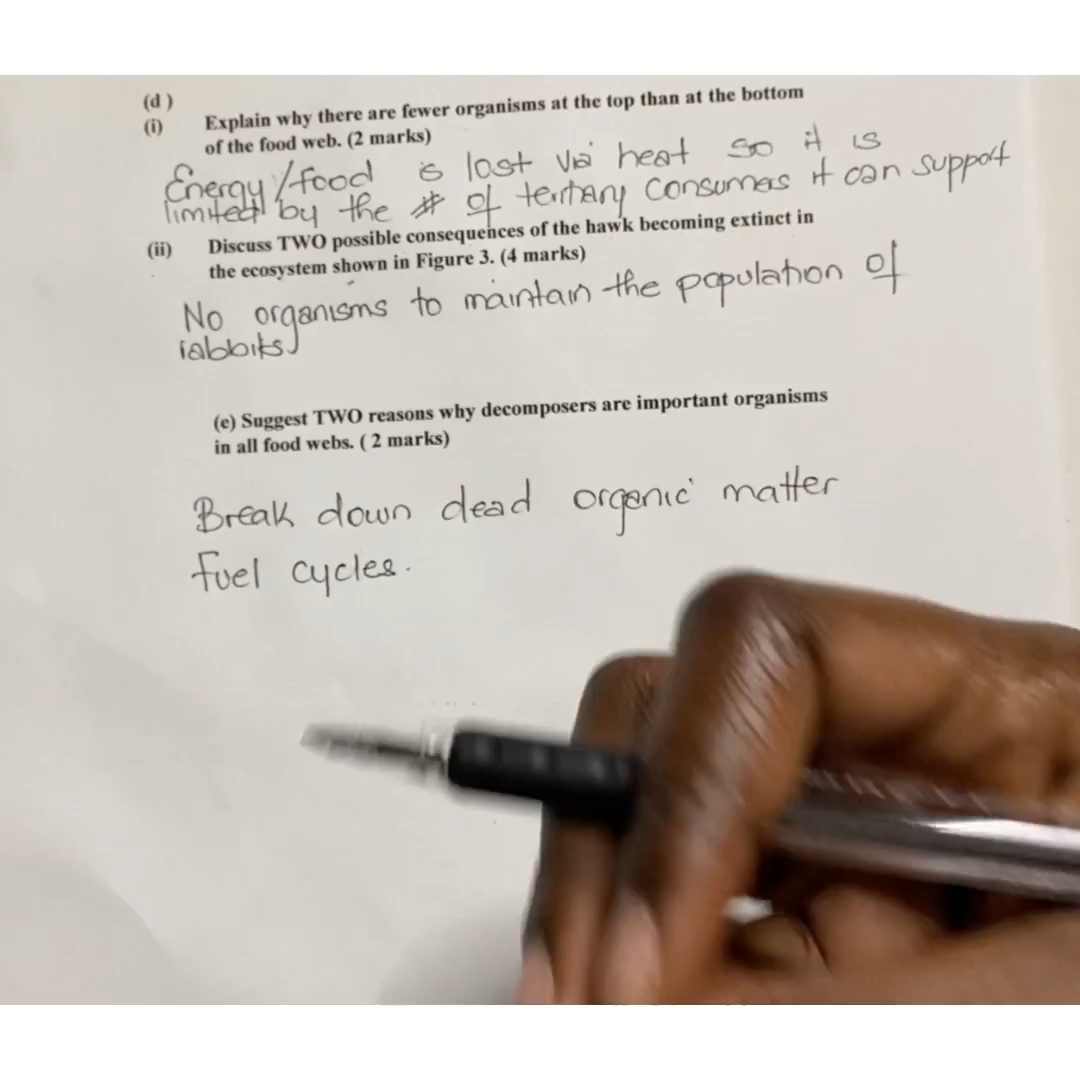 (d )
(i) Explain why there are fewer organisms at the top than at the bottom
of the food web. (2 marks)
Energy/food is lost via heat so it is
limited by the # of tertiary consumers it can support
(ii) Discuss TWO possible consequences of the hawk becoming extinct in
the ecosystem shown in Figure 3. (4 marks)
No organisms to maintain the population of
rabbits
(e) Suggest TWO reasons why decomposers are important organisms
in all food webs. ( 2 marks)
Break down dead organic matter
fuel cycles.